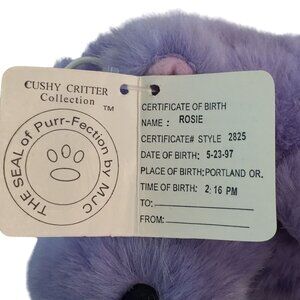 CUSHY CRITTER
Collection TM
THE SEAL of Purr-Fection by MJC
CERTIFICATE OF BIRTH
NAME : ROSIE
CERTIFICATE# STYLE 2825
DATE OF BIRTH: 5-23-97
PLACE OF BIRTH:PORTLAND OR.
TIME OF BIRTH: 2:16 PM
TO:
FROM: